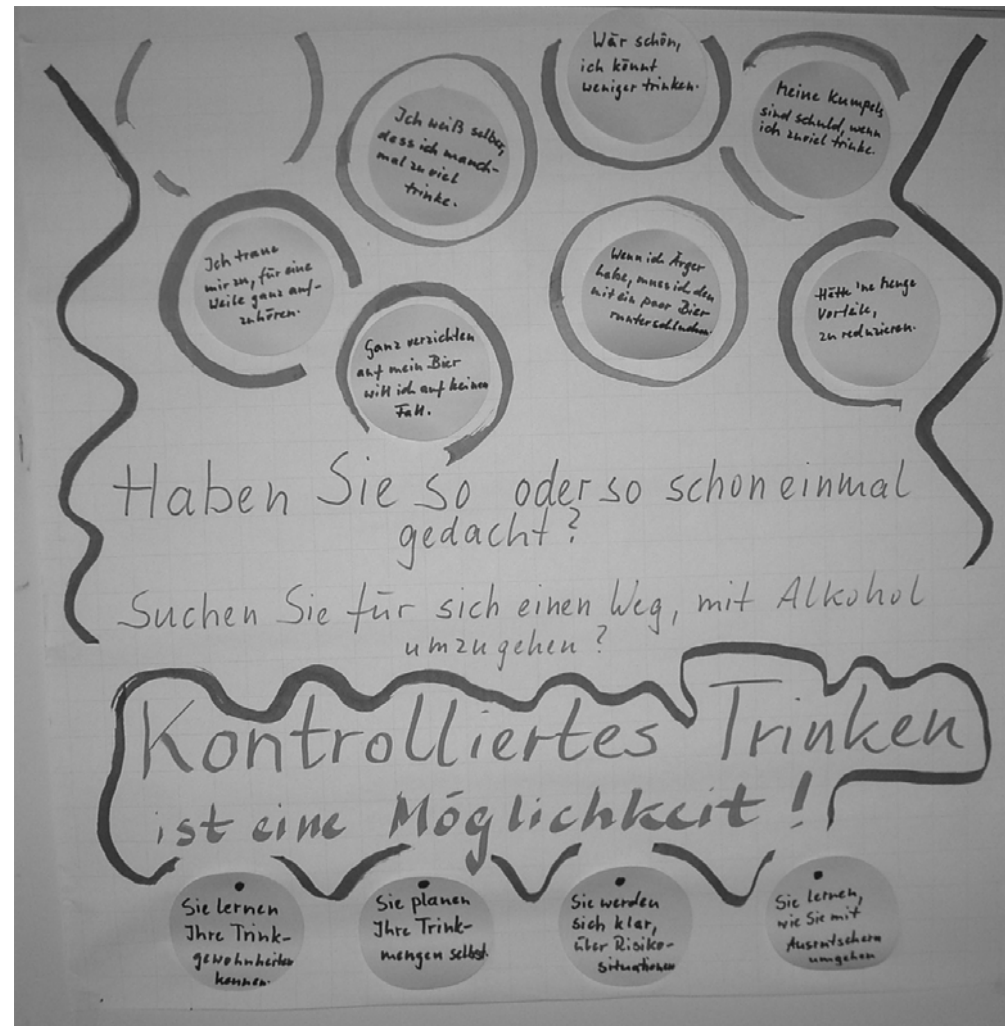 Wär schön,
ich könnt
weniger trinken.
Meine Kumpels
sind schuld, wenn
ich zuviel trinke.
Ich weiß selber,
dass ich manch-
mal zuviel
trinke.
Ich traue
mir zu, für eine
Weile ganz auf-
zuhören.
Wenn ich Ärger
habe, muss ich den
mit ein paar Bier
runterschlucken.
Hätte 'ne Menge
Vorteile,
zu reduzieren.
Ganz verzichten
auf mein Bier
will ich auf keinen
Fall.
Haben Sie so oder so schon einmal
gedacht?
Suchen Sie für sich einen Weg, mit Alkohol
umzugehen?
Kontrolliertes Trinken
ist eine Möglichkeit!
Sie lernen
Ihre Trink-
gewohnheiten
kennen.
Sie planen
Ihre Trink-
mengen selbst.
Sie werden
sich klar,
über Risiko-
situationen
Sie lernen,
wie Sie mit
Ausrutschern
umgehen